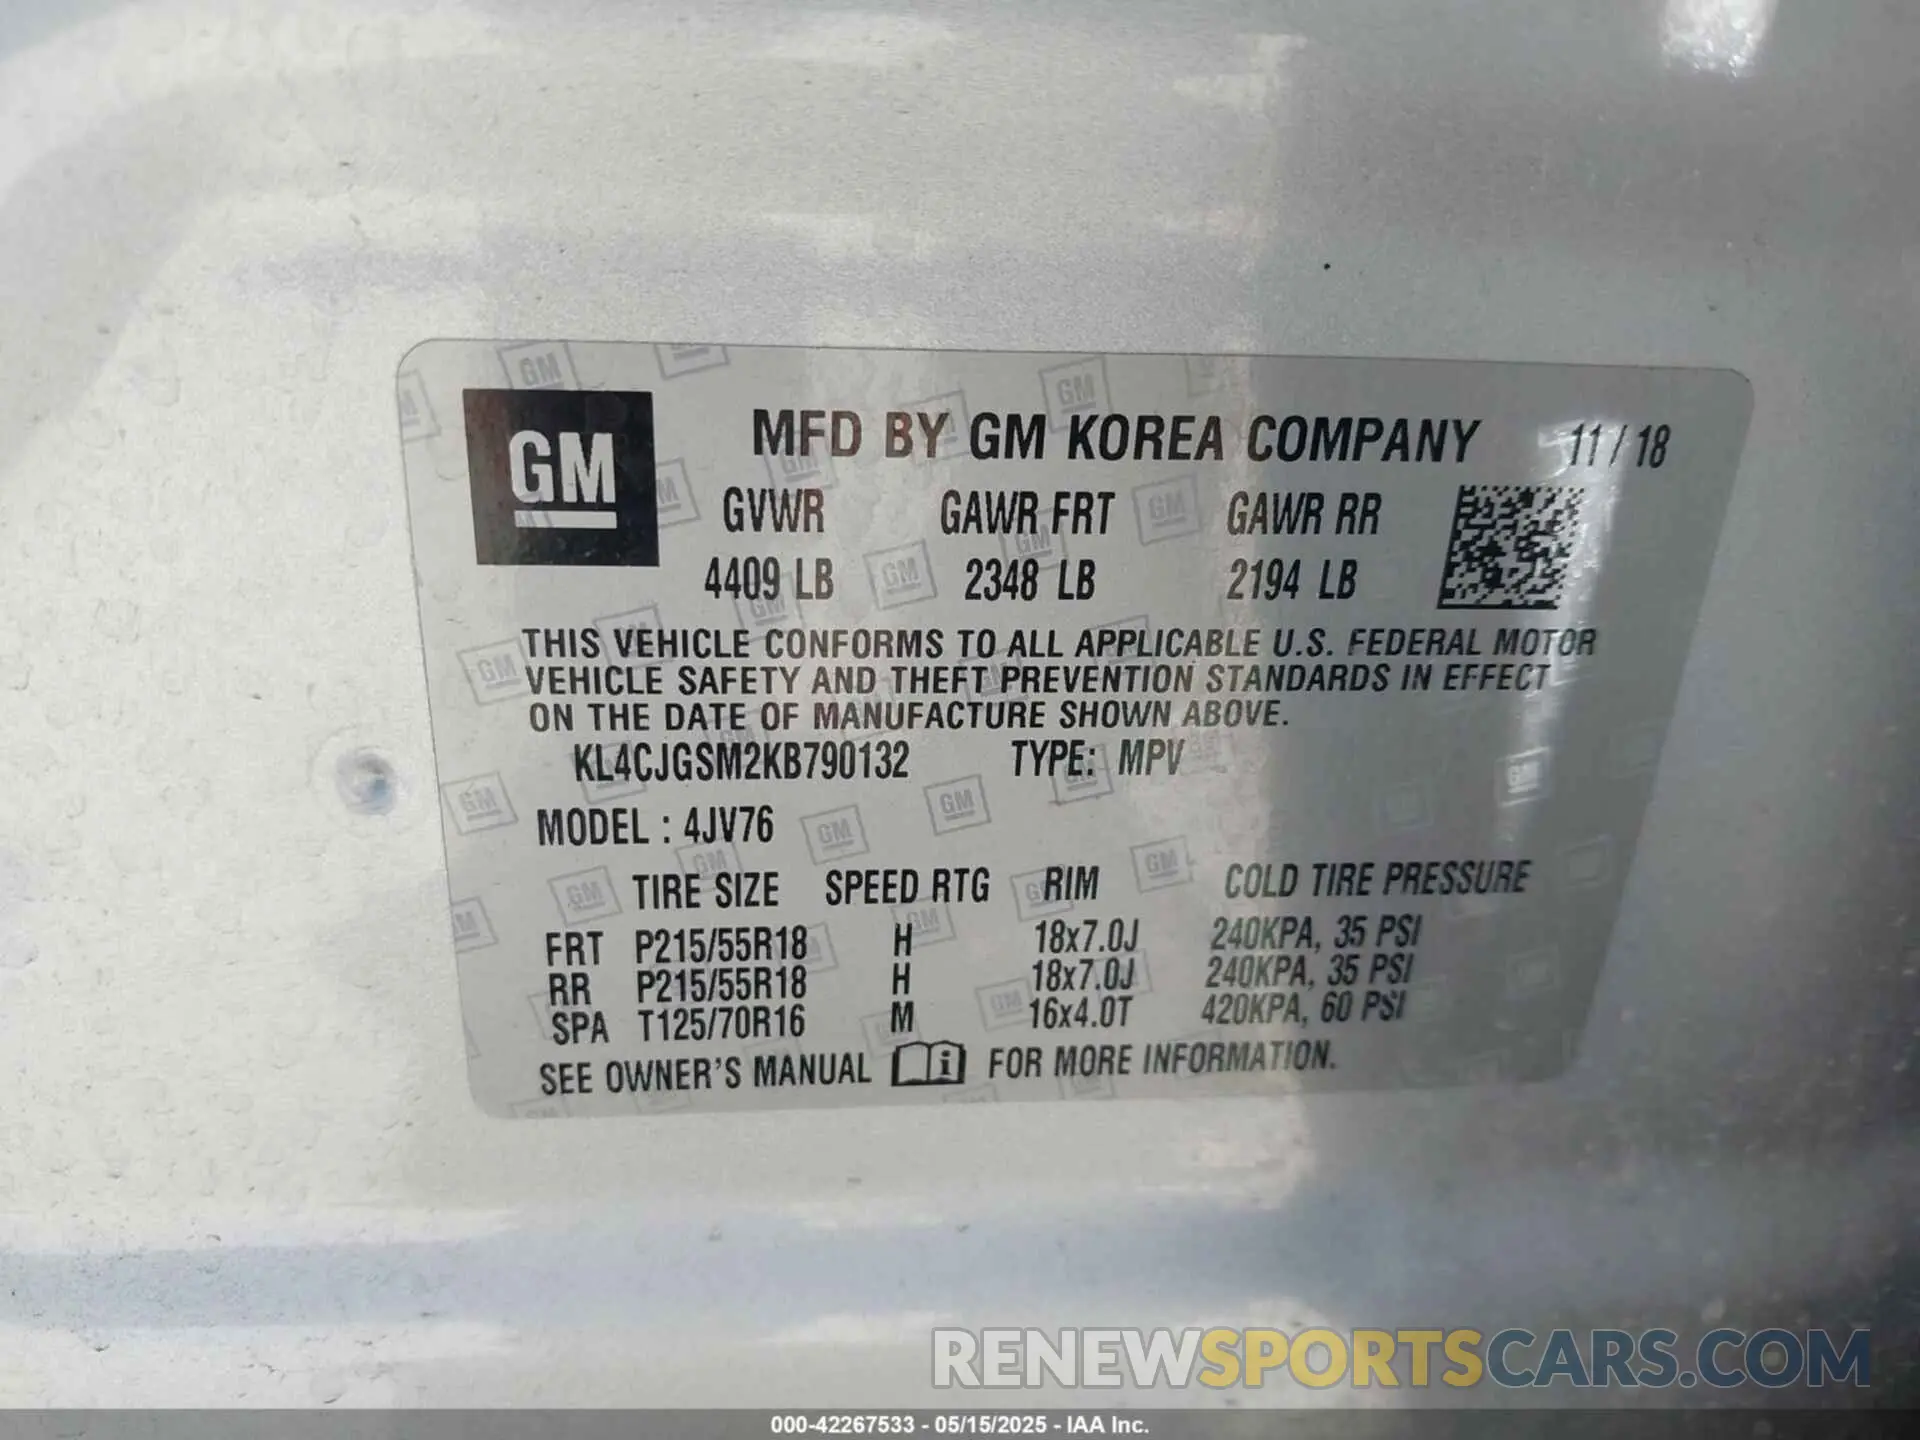 GM
MFD BY GM KOREA COMPANY 11 / 18
GVWR GAWR FRT GAWR RR
4409 LB 2348 LB 2194 LB
THIS VEHICLE CONFORMS TO ALL APPLICABLE U.S. FEDERAL MOTOR
VEHICLE SAFETY AND THEFT PREVENTION STANDARDS IN EFFECT
ON THE DATE OF MANUFACTURE SHOWN ABOVE.
KL4CJGSM2KB790132 TYPE: MPV
MODEL : 4JV76
TIRE SIZE SPEED RTG RIM COLD TIRE PRESSURE
FRT P215/55R18 H 18x7.0J 240KPA, 35 PSI
RR P215/55R18 H 18x7.0J 240KPA, 35 PSI
SPA T125/70R16 M 16x4.0T 420KPA, 60 PSI
SEE OWNER'S MANUAL i FOR MORE INFORMATION.
RENEWSPORTSCARS.COM
000-42267533 - 05/15/2025 - IAA Inc.